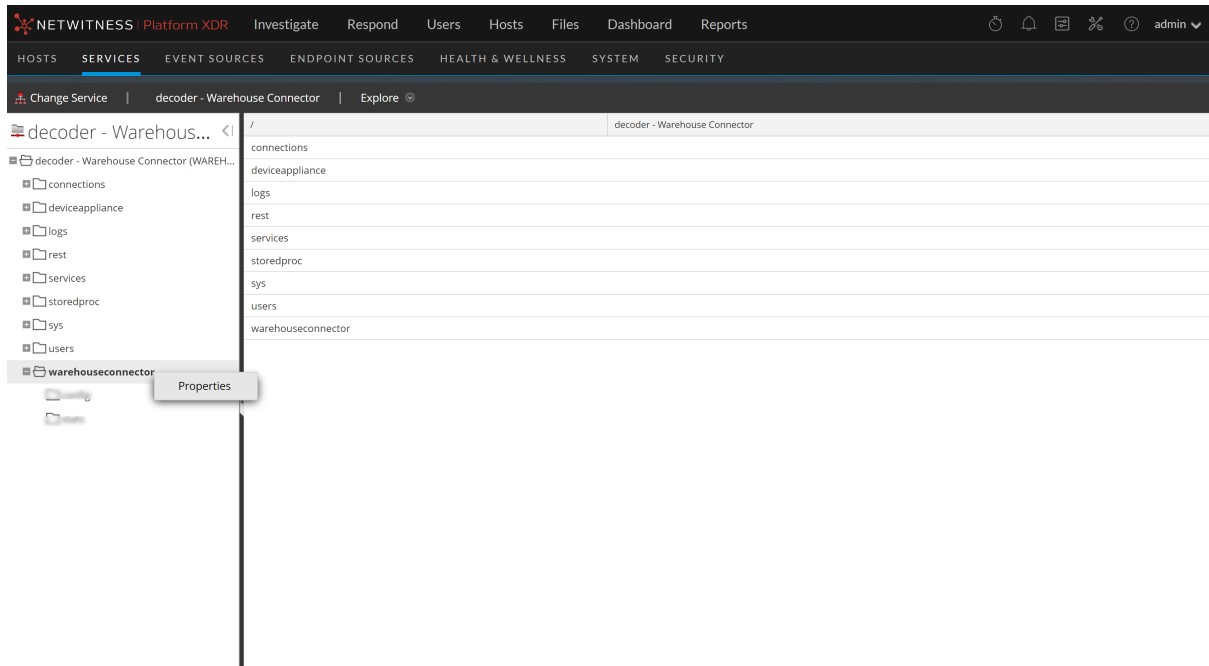 NETWITNESS Platform XDR Investigate Respond Users Hosts Files Dashboard Reports admin
HOSTS SERVICES EVENT SOURCES ENDPOINT SOURCES HEALTH & WELLNESS SYSTEM SECURITY
Change Service | decoder - Warehouse Connector | Explore
decoder - Warehous...
/ decoder - Warehouse Connector
decoder - Warehouse Connector (WAREH...
connections
deviceappliance
logs
rest
services
storedproc
sys
users
warehouseconnector
config
stats
Properties
connections
deviceappliance
logs
rest
services
storedproc
sys
users
warehouseconnector